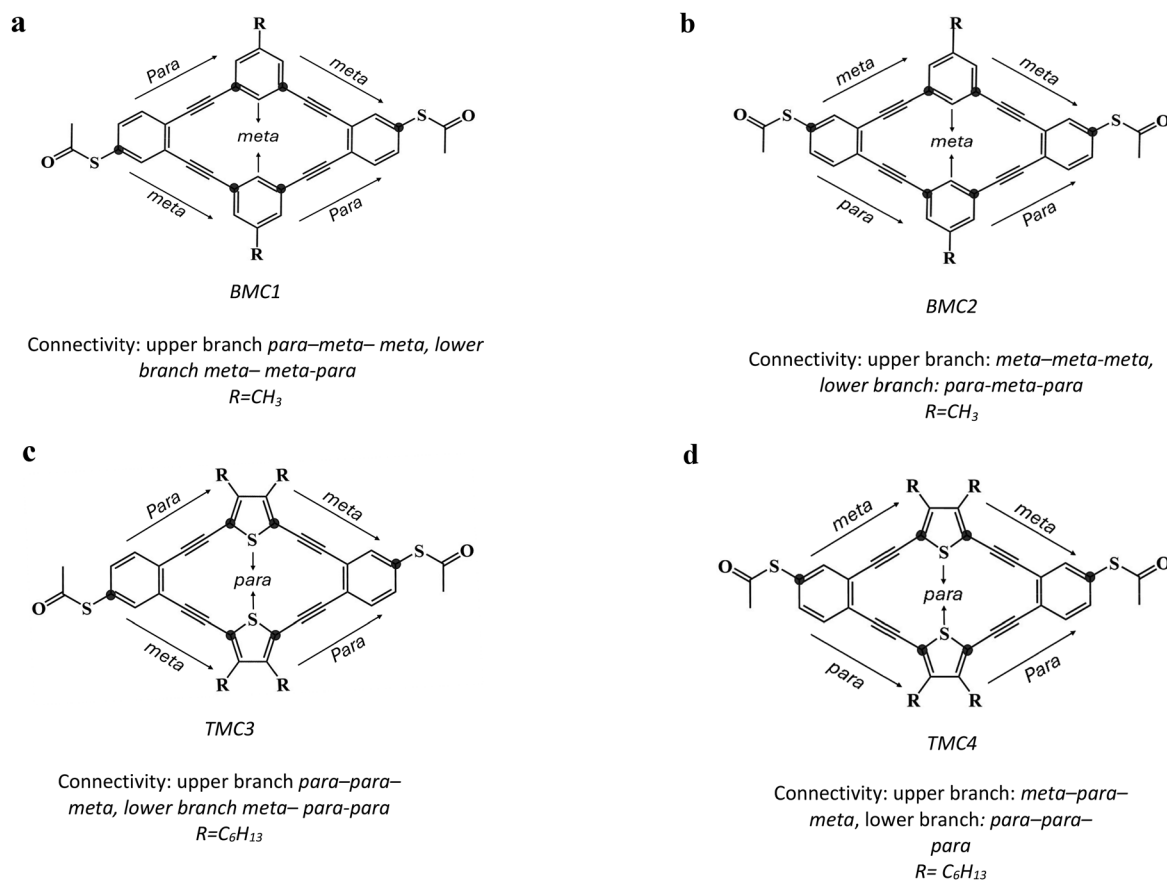 a
R
Para
meta
S
O
meta
O
S
meta
Para
R
BMC1
Connectivity: upper branch para–meta– meta, lower
branch meta– meta-para
R=CH3
b
R
meta
meta
S
O
S
O
meta
para
Para
R
BMC2
Connectivity: upper branch: meta–meta-meta,
lower branch: para-meta-para
R=CH3
c
R R
Para
meta
S
S
O
para
O
S
S
meta
Para
R R
TMC3
Connectivity: upper branch para–para–
meta, lower branch meta– para-para
R=C6H13
d
R R
meta
meta
S
S
O
S
O
para
S
para
Para
R R
TMC4
Connectivity: upper branch: meta–para–
meta, lower branch: para–para–
para
R= C6H13